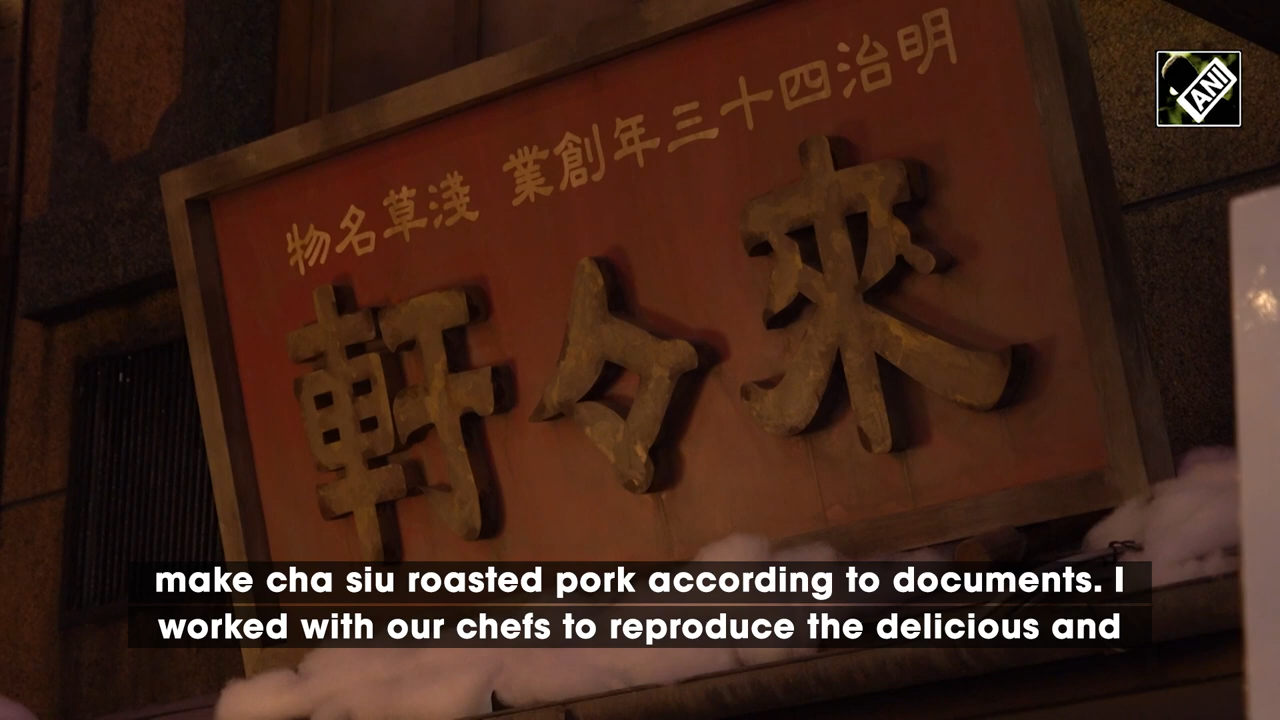 明治四十三年創業 淺草名物
來々軒
ANI
make cha siu roasted pork according to documents. I
worked with our chefs to reproduce the delicious and